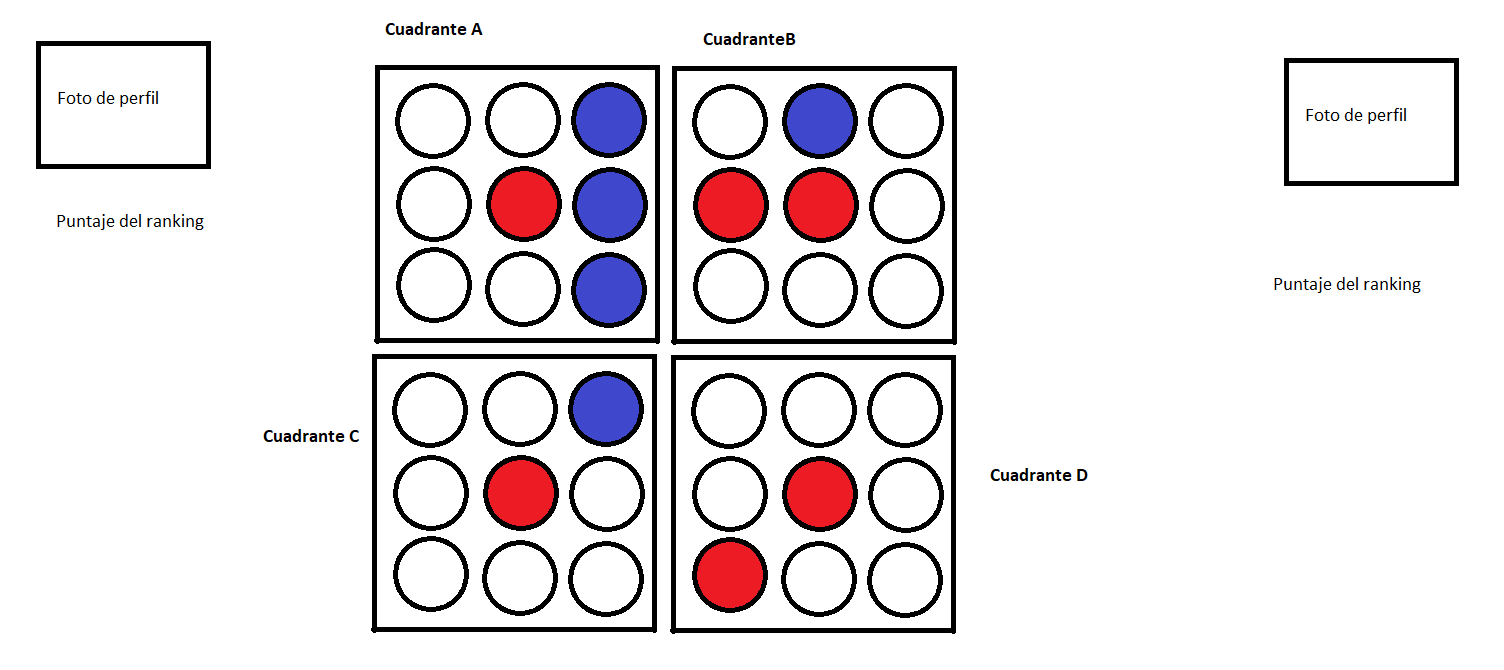 Cuadrante A
CuadranteB
Foto de perfil
Foto de perfil
Puntaje del ranking
Puntaje del ranking
Cuadrante C
Cuadrante D